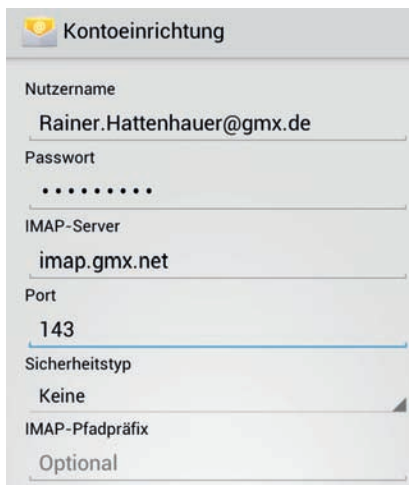 Kontoeinrichtung
Nutzername
Rainer.Hattenhauer@gmx.de
Passwort
•••••••••
IMAP-Server
imap.gmx.net
Port
143
Sicherheitstyp
Keine
IMAP-Pfadpräfix
Optional